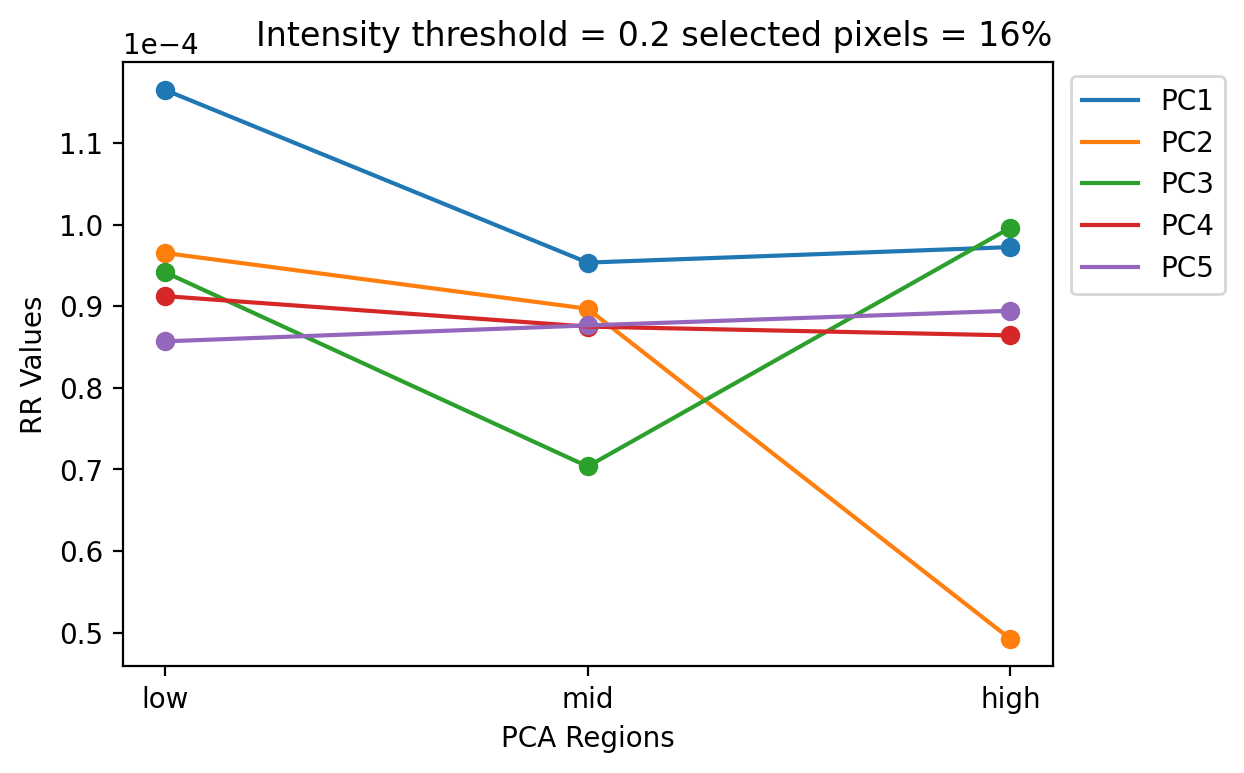 Intensity threshold = 0.2 selected pixels = 16%
1e−4
1.1
1.0
0.9
0.8
0.7
0.6
0.5
RR Values
low
mid
high
PCA Regions
PC1
PC2
PC3
PC4
PC5